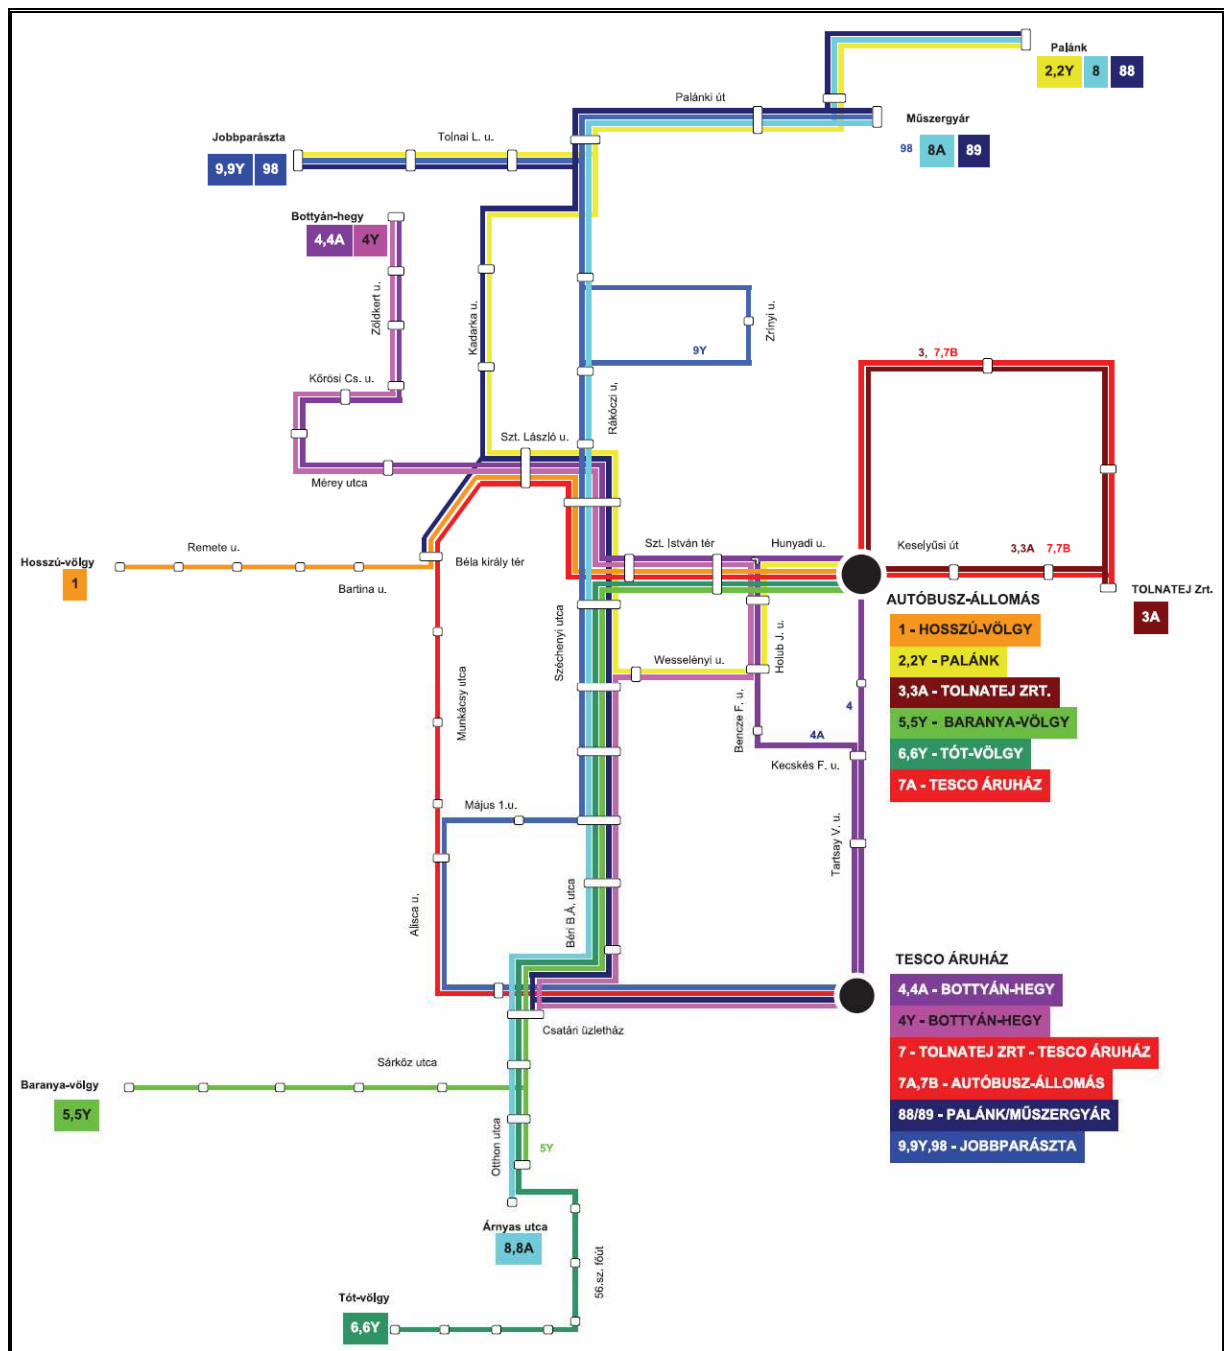 Palánk
2,2Y 8 88
Palánki út
Műszergyár
98 8A 89
Jobbparászta
9,9Y 98
Tolnai L. u.
Bottyán-hegy
4,4A 4Y
Zöldkert u.
Kadarka u.
Zrínyi u.
9Y
3, 7,7B
Kőrösi Cs. u.
Rákóczi u.
Szt. László u.
Mérey utca
Szt. István tér
Hunyadi u.
Keselyűsi út
3,3A 7,7B
Remete u.
Hosszú-völgy
1
Bartina u.
Béla király tér
TOLNATEJ Zrt.
3A
AUTÓBUSZ-ÁLLOMÁS
1 - HOSSZÚ-VÖLGY
2,2Y - PALÁNK
3,3A - TOLNATEJ ZRT.
5,5Y - BARANYA-VÖLGY
6,6Y - TÓT-VÖLGY
7A - TESCO ÁRUHÁZ
Széchenyi utca
Wesselényi u.
Holub J. u.
Munkácsy utca
Bencze F. u.
4
4A
Kecskés F. u.
Május 1.u.
Tartsay V. u.
Alisca u.
Béri B.Á. utca
TESCO ÁRUHÁZ
4,4A - BOTTYÁN-HEGY
4Y - BOTTYÁN-HEGY
7 - TOLNATEJ ZRT - TESCO ÁRUHÁZ
7A,7B - AUTÓBUSZ-ÁLLOMÁS
88/89 - PALÁNK/MŰSZERGYÁR
9,9Y,98 - JOBBPARÁSZTA
Csatári üzletház
Sárköz utca
Baranya-völgy
5,5Y
Otthon utca
5Y
Árnyas utca
8,8A
56.sz. főút
Tót-völgy
6,6Y